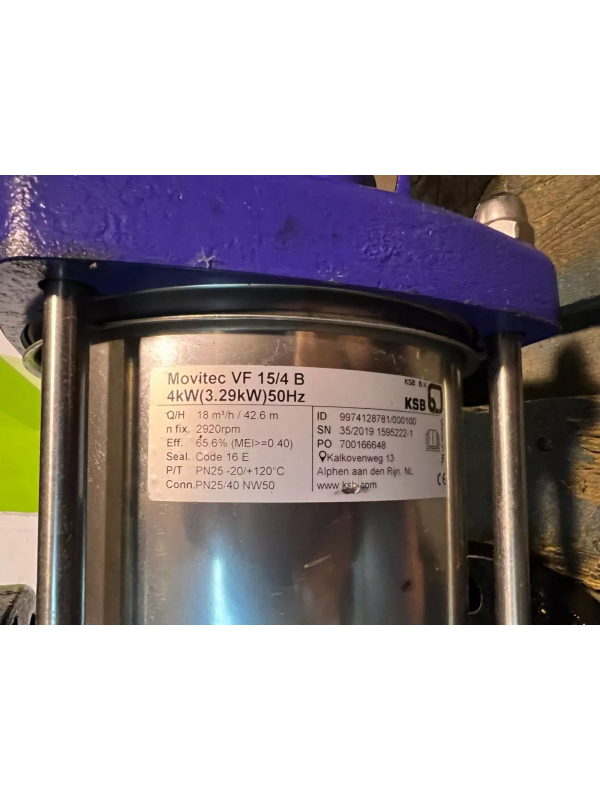 Movitec VF 15/4 B
4kW(3.29kW)50Hz
Q/H 18 m³/h / 42.6 m
n fix. 2920rpm
Eff. 65.6% (MEI>=0.40)
Seal. Code 16 E
P/T PN25 -20/+120°C
Conn. PN25/40 NW50
KSB B.V.
KSB
ID 9974128781/000100
SN 35/2019 1595222-1
PO 700166648
Kalkovenweg 13
Alphen aan den Rijn, NL
www.ksb.com
CE